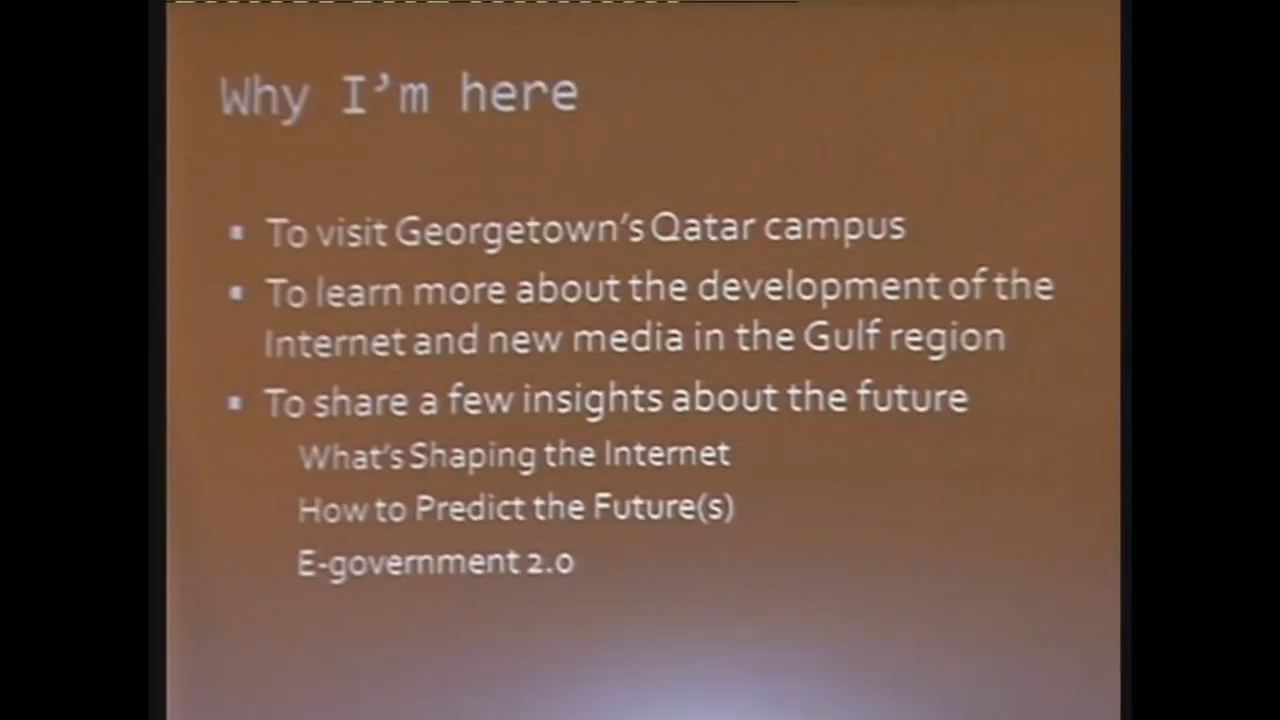 Why I'm here
▪ To visit Georgetown's Qatar campus
▪ To learn more about the development of the
Internet and new media in the Gulf region
▪ To share a few insights about the future
What's Shaping the Internet
How to Predict the Future(s)
E-government 2.0